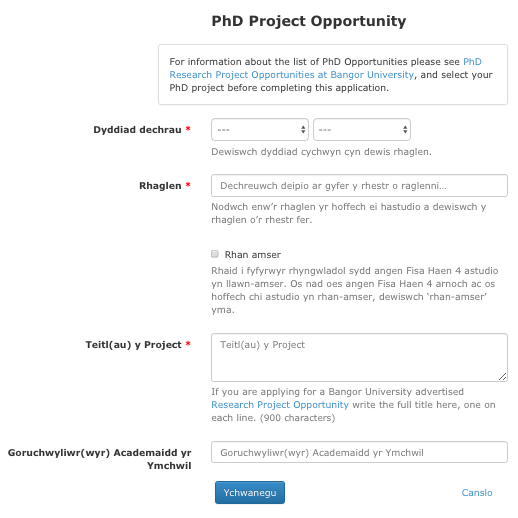 PhD Project Opportunity
For information about the list of PhD Opportunities please see PhD
Research Project Opportunities at Bangor University, and select your
PhD project before completing this application.
Dyddiad dechrau * --- ---
Dewiswch dyddiad cychwyn cyn dewis rhaglen.
Rhaglen * Dechreuwch deipio ar gyfer y rhestr o raglenni...
Nodwch enw’r rhaglen yr hoffech ei hastudio a dewiswch y
rhaglen o’r rhestr fer.
Rhan amser
Rhaid i fyfyrwyr rhyngwladol sydd angen Fisa Haen 4 astudio
yn llawn-amser. Os nad oes angen Fisa Haen 4 arnoch ac os
hoffech chi astudio yn rhan-amser, dewiswch ‘rhan-amser’
yma.
Teitl(au) y Project * Teitl(au) y Project
If you are applying for a Bangor University advertised
Research Project Opportunity write the full title here, one on
each line. (900 characters)
Goruchwyliwr(wyr) Academaidd yr
Ymchwil
Goruchwyliwr(wyr) Academaidd yr Ymchwil
Ychwanegu Canslo